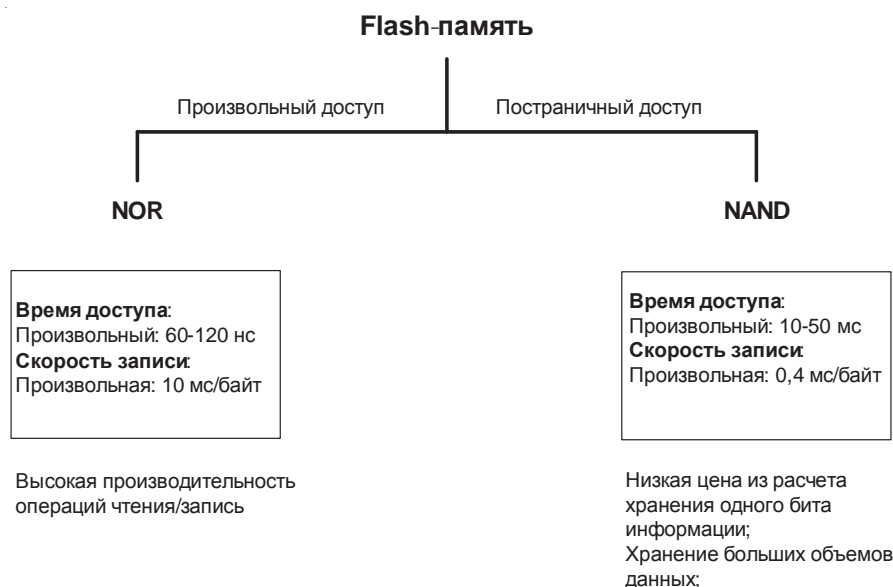 Flash-память
Произвольный доступ
Постраничный доступ
NOR
NAND
Время доступа:
Произвольный: 60-120 нс
Скорость записи:
Произвольная: 10 мс/байт
Время доступа:
Произвольный: 10-50 мс
Скорость записи:
Произвольная: 0,4 мс/байт
Высокая производительность
операций чтения/запись
Низкая цена из расчета
хранения одного бита
информации;
Хранение больших объемов
данных;